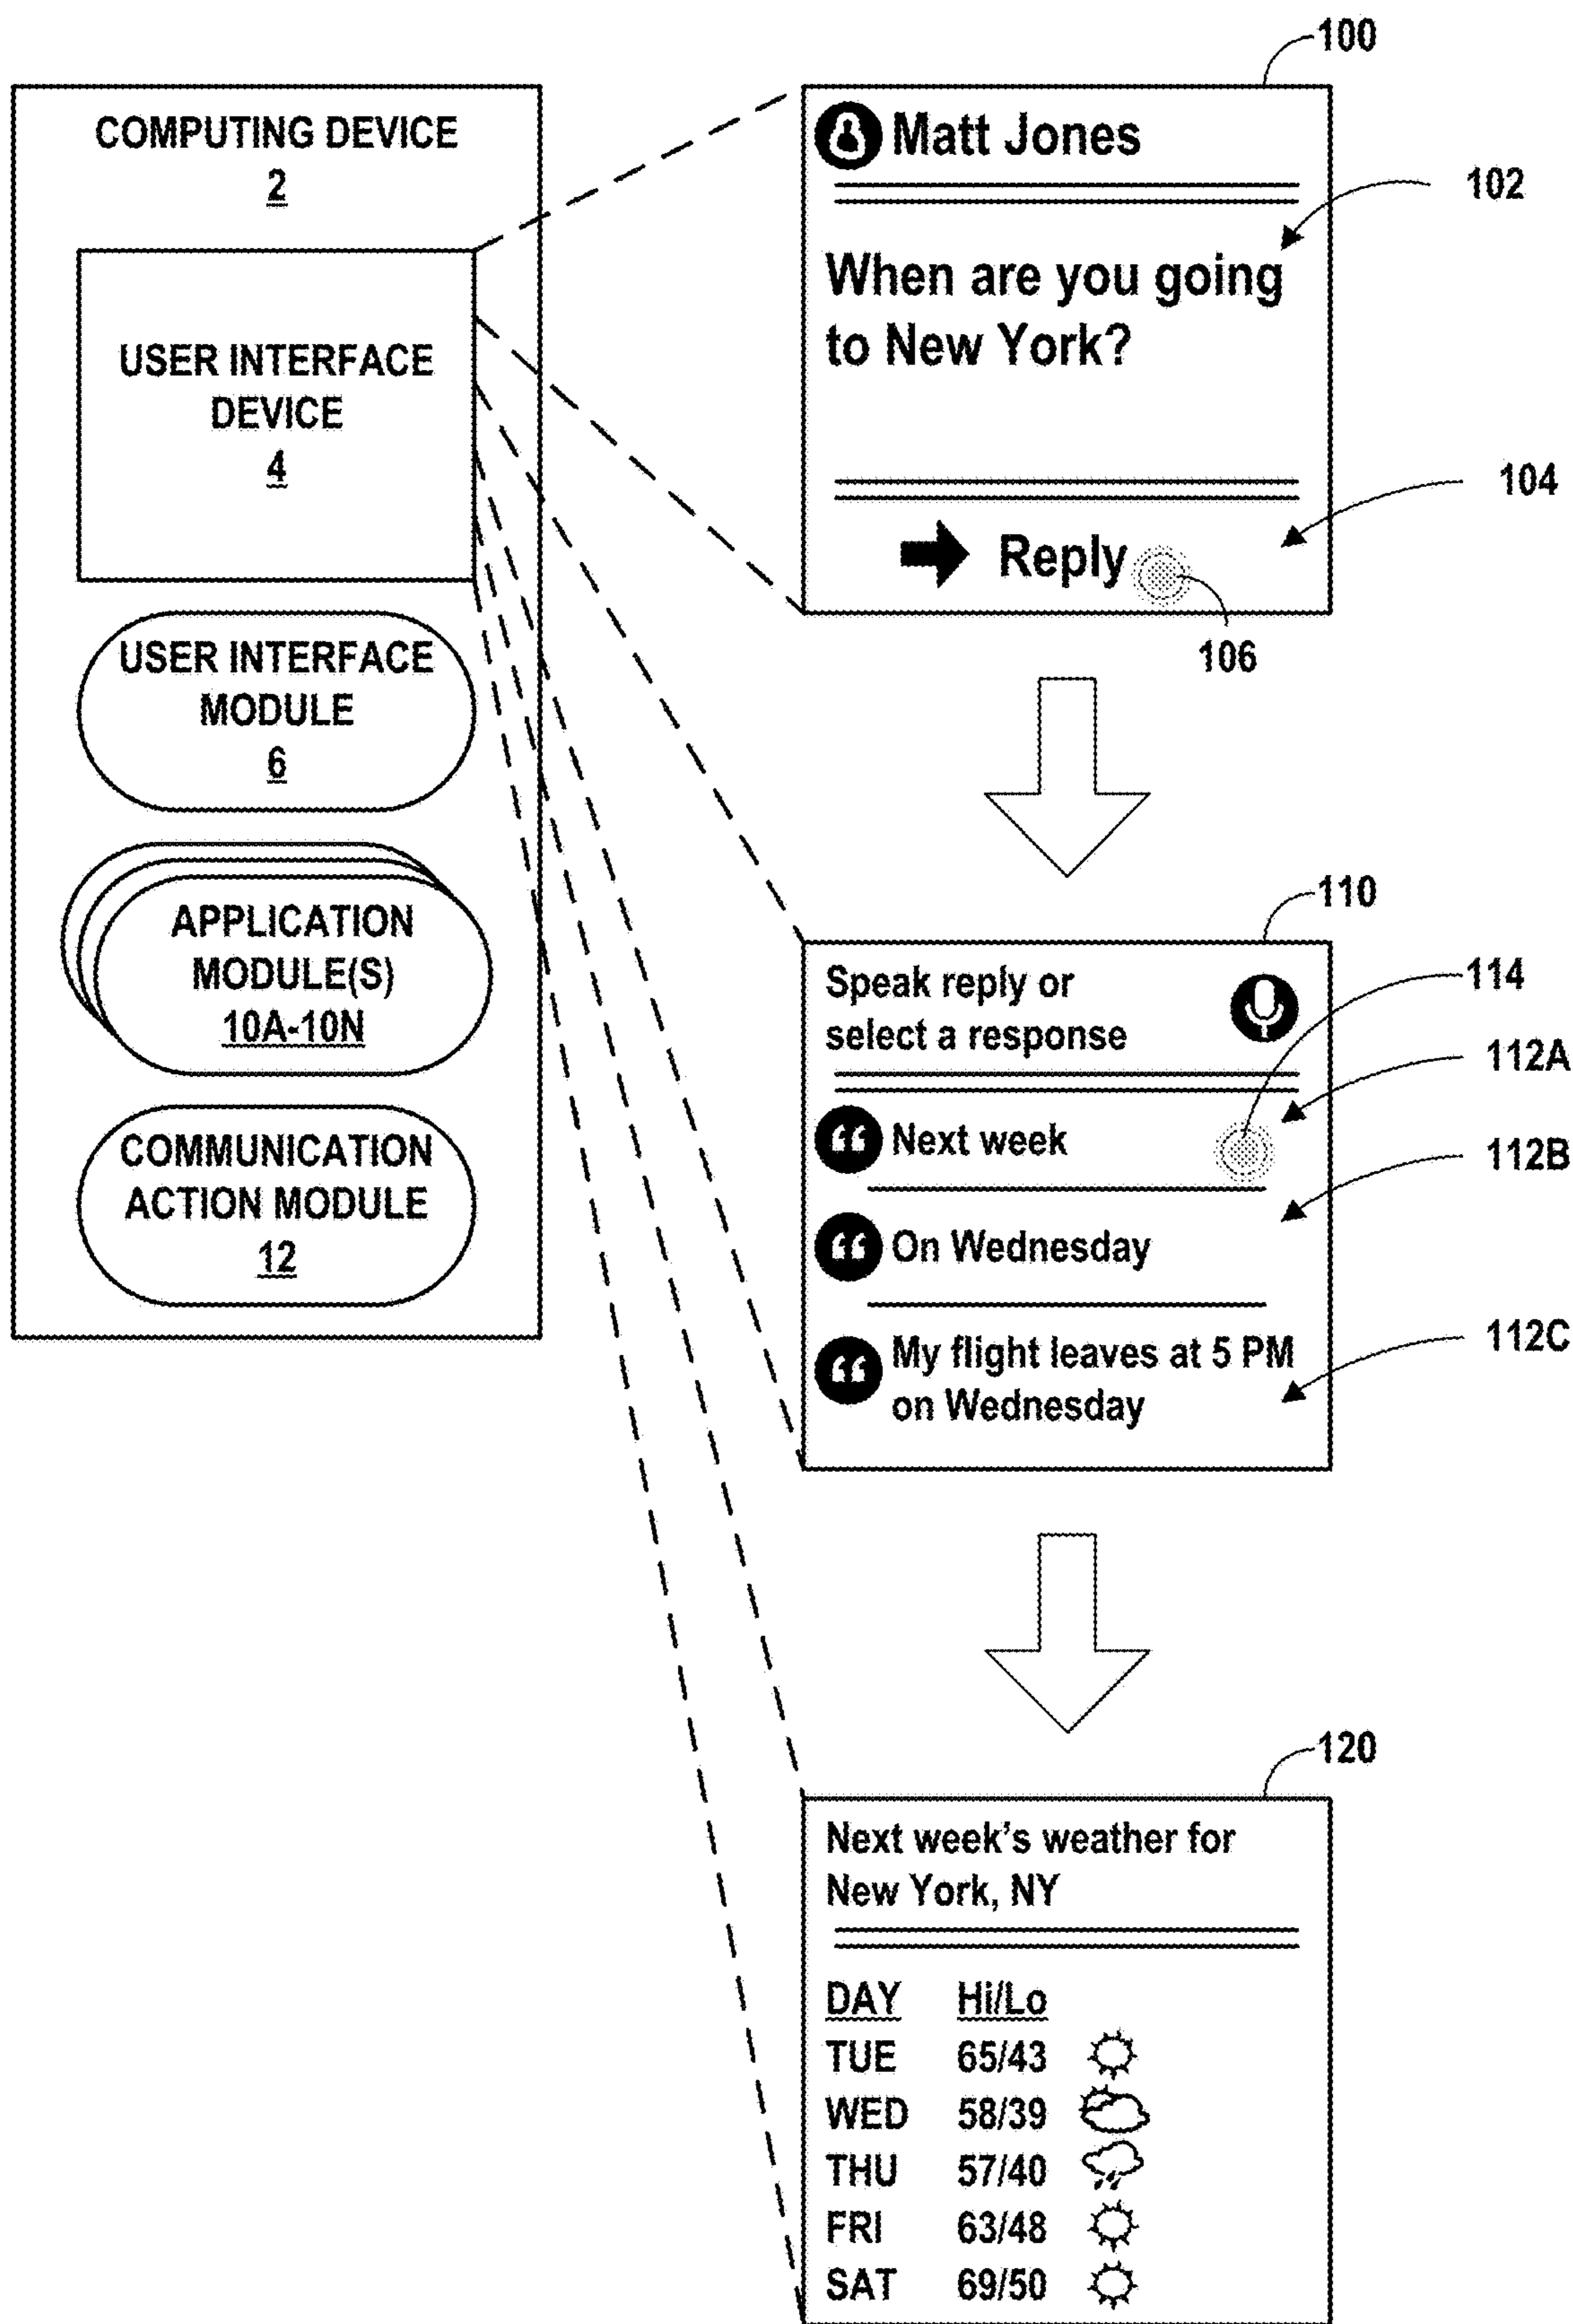 COMPUTING DEVICE
2
USER INTERFACE
DEVICE
4
USER INTERFACE
MODULE
6
APPLICATION
MODULE(S)
10A-10N
COMMUNICATION
ACTION MODULE
12
100
Matt Jones
102
When are you going
to New York?
104
Reply
106
110
Speak reply or
select a response
114
112A
Next week
112B
On Wednesday
112C
My flight leaves at 5 PM
on Wednesday
120
Next week's weather for
New York, NY
DAY Hi/Lo
TUE 65/43
WED 58/39
THU 57/40
FRI 63/48
SAT 69/50